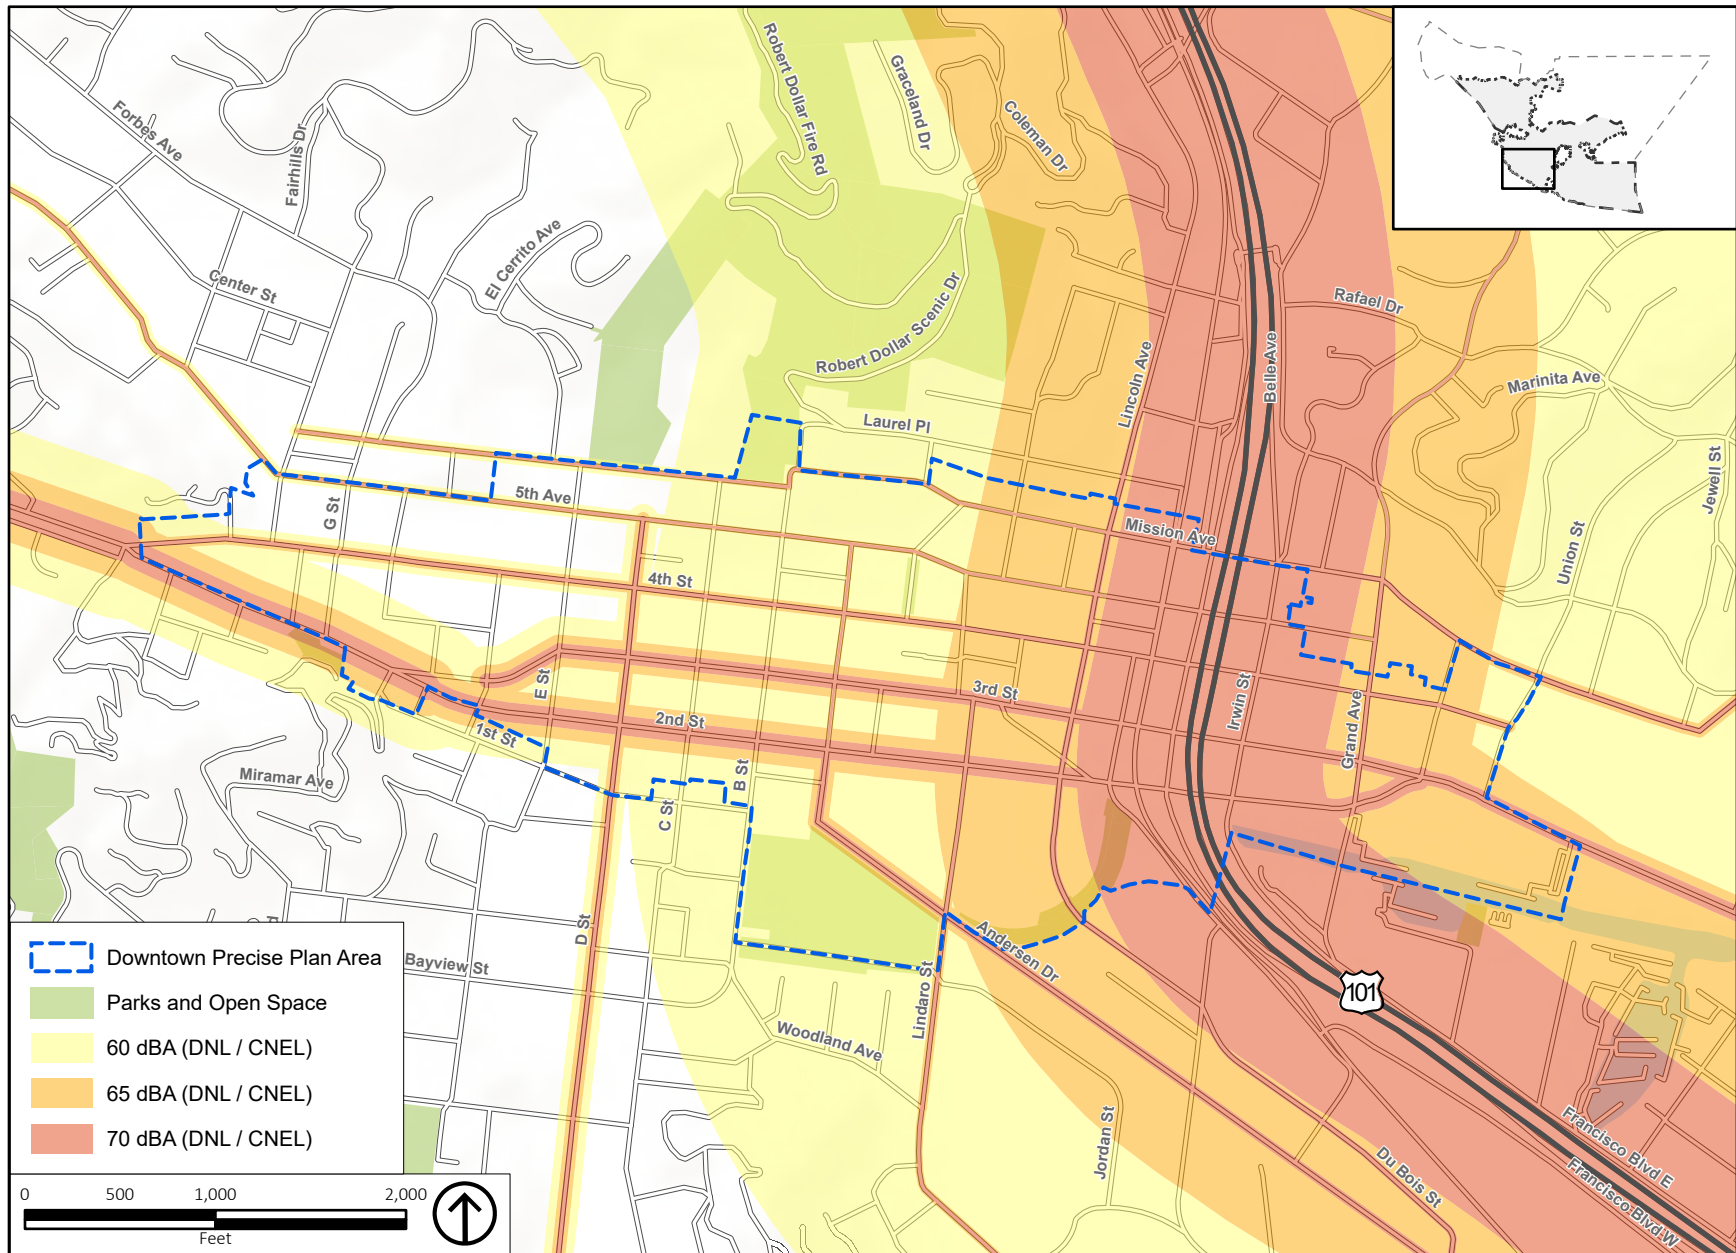 Forbes Ave
Fairhills Dr
Center St
El Cerrito Ave
Robert Dollar Fire Rd
Graceland Dr
Coleman Dr
Robert Dollar Scenic Dr
Laurel Pl
Lincoln Ave
Belle Ave
Rafael Dr
Marinita Ave
Jewell St
Union St
Mission Ave
5th Ave
G St
4th St
3rd St
2nd St
1st St
E St
Irwin St
Grand Ave
Miramar Ave
B St
C St
D St
Bayview St
Woodland Ave
Lindaro St
Andersen Dr
Jordan St
Du Bois St
Francisco Blvd E
Francisco Blvd W
101
Downtown Precise Plan Area
Parks and Open Space
60 dBA (DNL / CNEL)
65 dBA (DNL / CNEL)
70 dBA (DNL / CNEL)
0 500 1,000 2,000
Feet